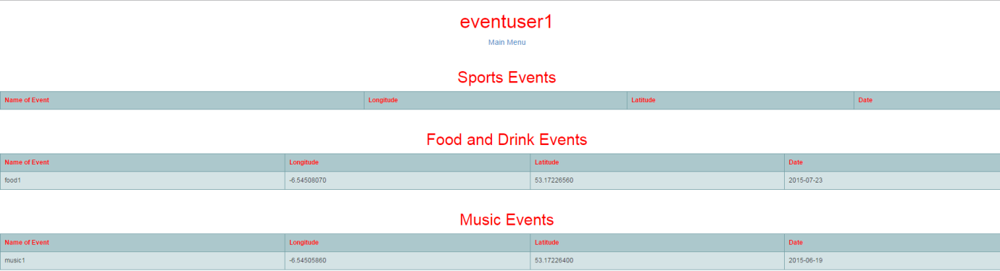 eventuser1
Main Menu
Sports Events
Name of Event Longitude Latitude Date
Food and Drink Events
Name of Event Longitude Latitude Date
food1 -6.54508070 53.17226560 2015-07-23
Music Events
Name of Event Longitude Latitude Date
music1 -6.54505860 53.17226400 2015-06-19